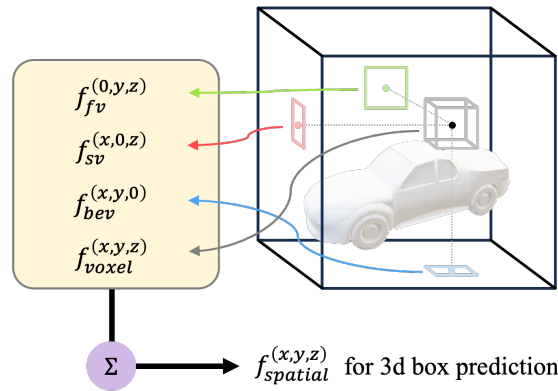 f_{fv}^{(0,y,z)}
f_{sv}^{(x,0,z)}
f_{bev}^{(x,y,0)}
f_{voxel}^{(x,y,z)}
Σ
f_{spatial}^{(x,y,z)} for 3d box prediction